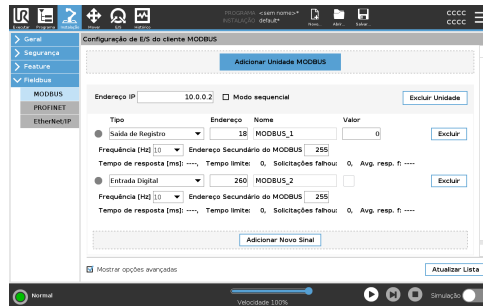 PROGRAMA <sem nome>*
INSTALAÇÃO default*
CCCC
CCCC
Executar Programa Instalação Mover E/S Histórico Novo... Abrir... Salvar...
Geral
Segurança
Feature
Fieldbus
MODBUS
PROFINET
EtherNet/IP
Configuração de E/S do cliente MODBUS
Adicionar Unidade MODBUS
Endereço IP 10.0.0.2 Modo sequencial Excluir Unidade
Tipo Endereço Nome Valor
Saída de Registro 18 MODBUS_1 0 Excluir
Frequência [Hz] 10 Endereço Secundário do MODBUS 255
Tempo de resposta [ms]: ----, Tempo limite: 0, Solicitações falhou: 0, Avg. resp. f: ----
Entrada Digital 260 MODBUS_2 Excluir
Frequência [Hz] 10 Endereço Secundário do MODBUS 255
Tempo de resposta [ms]: ----, Tempo limite: 0, Solicitações falhou: 0, Avg. resp. f: ----
Adicionar Novo Sinal
Mostrar opções avançadas Atualizar Lista
Normal Velocidade 100% Simulação